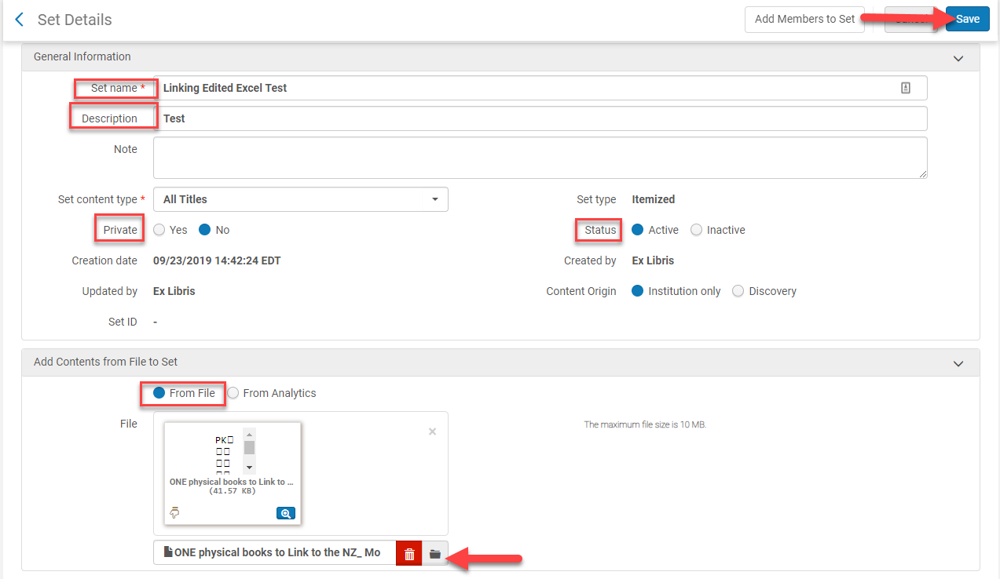 Set Details
Add Members to Set
Save
General Information
Set name * Linking Edited Excel Test
Description Test
Note
Set content type * All Titles Set type Itemized
Private Yes No Status Active Inactive
Creation date 09/23/2019 14:42:24 EDT Created by Ex Libris
Updated by Ex Libris Content Origin Institution only Discovery
Set ID -
Add Contents from File to Set
From File From Analytics
File
The maximum file size is 10 MB.
PK
ONE physical books to Link to ...
(41.57 KB)
ONE physical books to Link to the NZ_ Mo